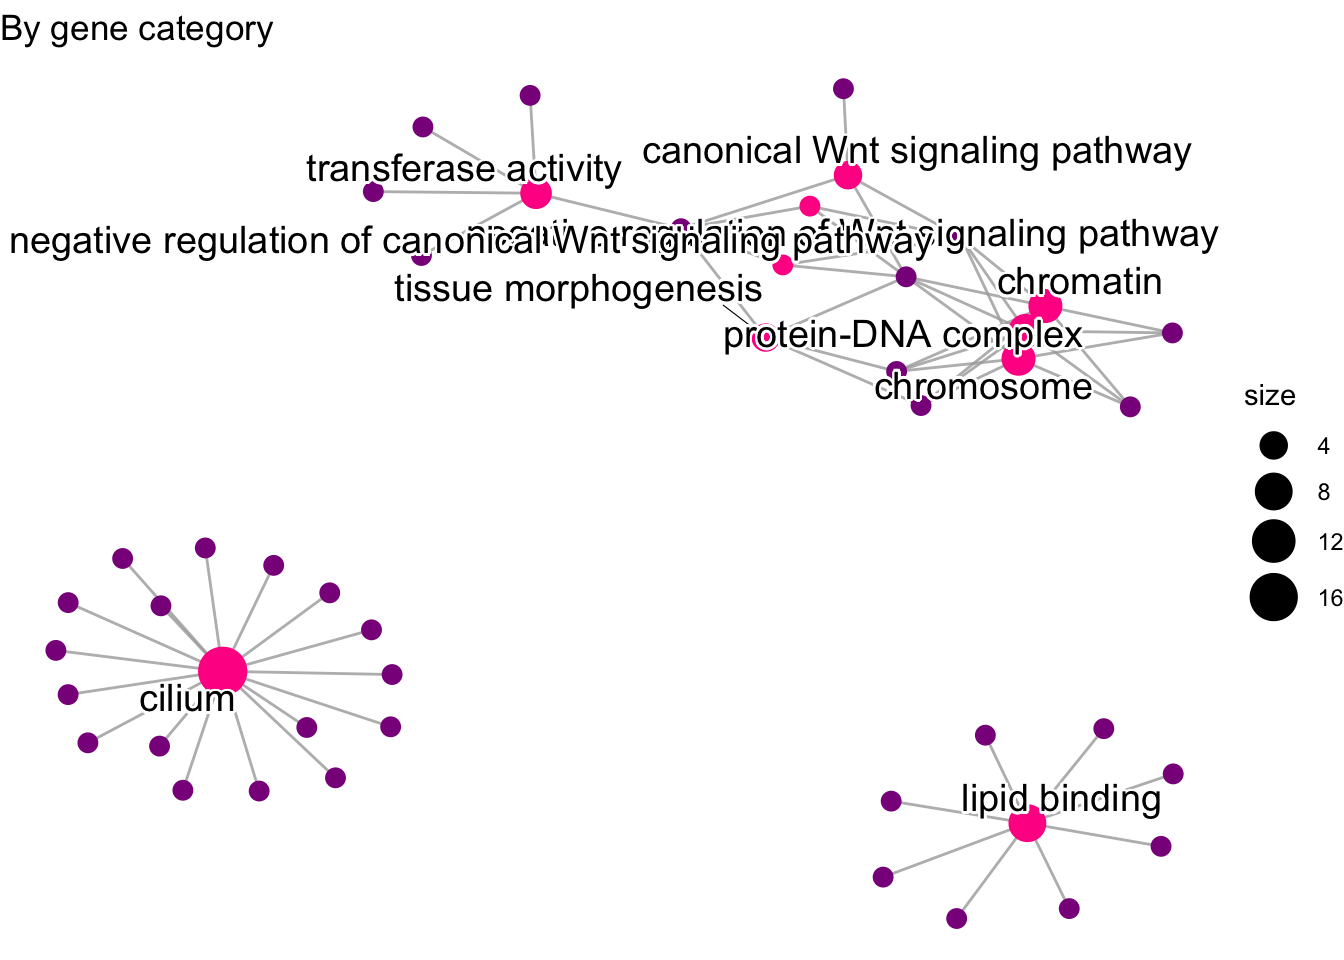 By gene category
canonical Wnt signaling pathway
transferase activity
negative regulation of Wnt signaling pathway
negative regulation of canonical Wnt signaling pathway
chromatin
tissue morphogenesis
protein-DNA complex
chromosome
size
4
8
12
16
cilium
lipid binding